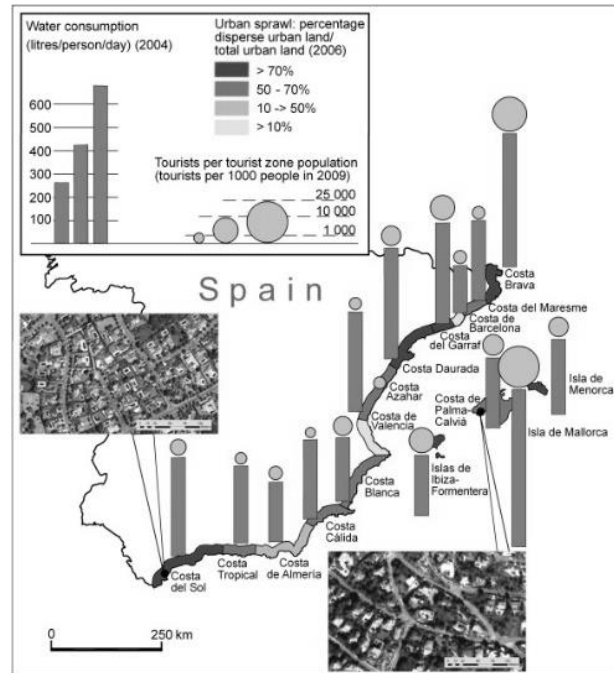 Water consumption
(litres/person/day) (2004)
600
500
400
300
200
100
Urban sprawl: percentage
disperse urban land/
total urban land (2006)
> 70%
50 - 70%
10 -> 50%
> 10%
Tourists per tourist zone population
(tourists per 1000 people in 2009)
25 000
10 000
1 000
Spain
Costa
Brava
Costa del Maresme
Costa de
Barcelona
Costa
del Garraf
Costa Daurada
Costa
Azahar
Costa de
Valencia
Costa de
Palma-
Calviá
Isla de
Menorca
Isla de Mallorca
Islas de
Ibiza-
Formentera
Costa
Blanca
Costa
Cálida
Costa
de Almería
Costa
Tropical
Costa
del Sol
0 250 km